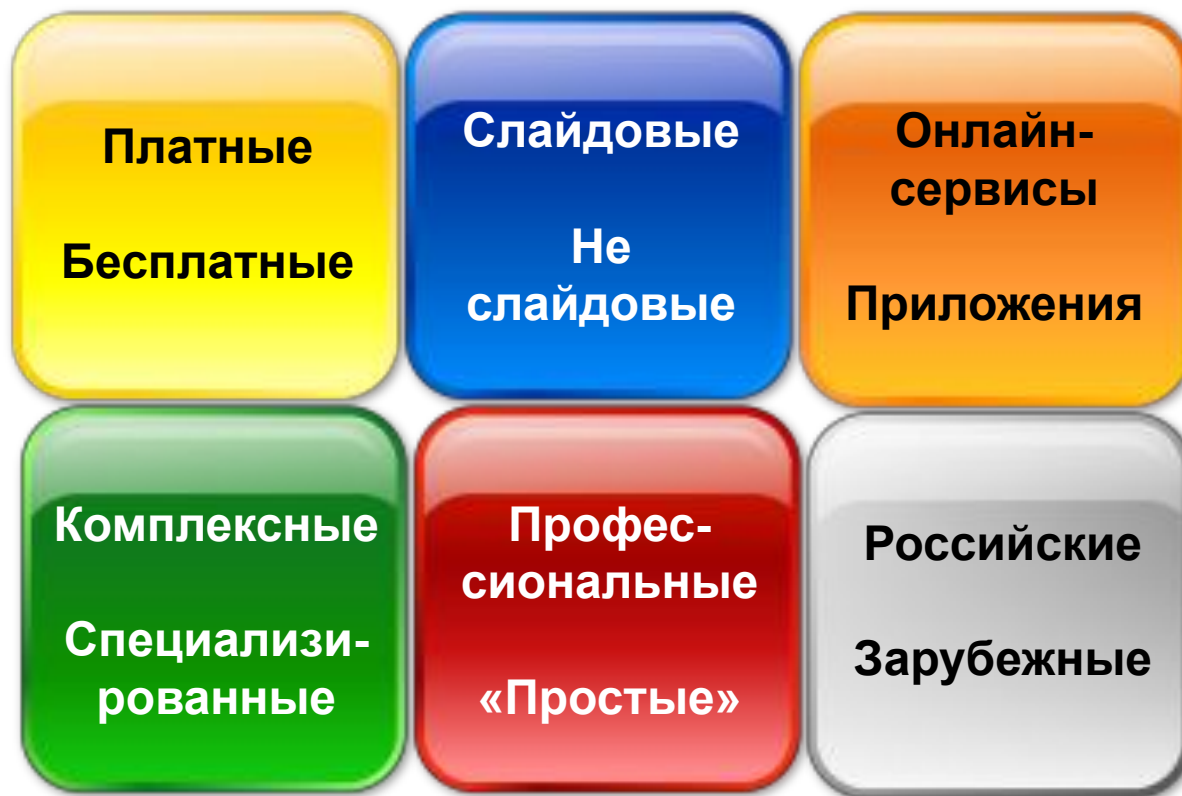 Платные
Бесплатные
Слайдовые
Не
слайдовые
Онлайн-
сервисы
Приложения
Комплексные
Специализи-
рованные
Профес-
сиональные
«Простые»
Российские
Зарубежные